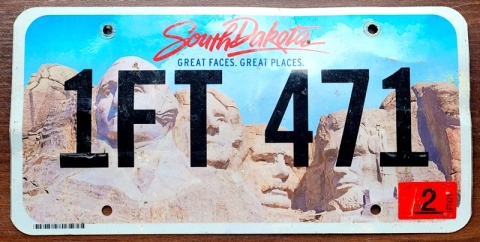 South Dakota
GREAT FACES. GREAT PLACES.
1FT 471
2